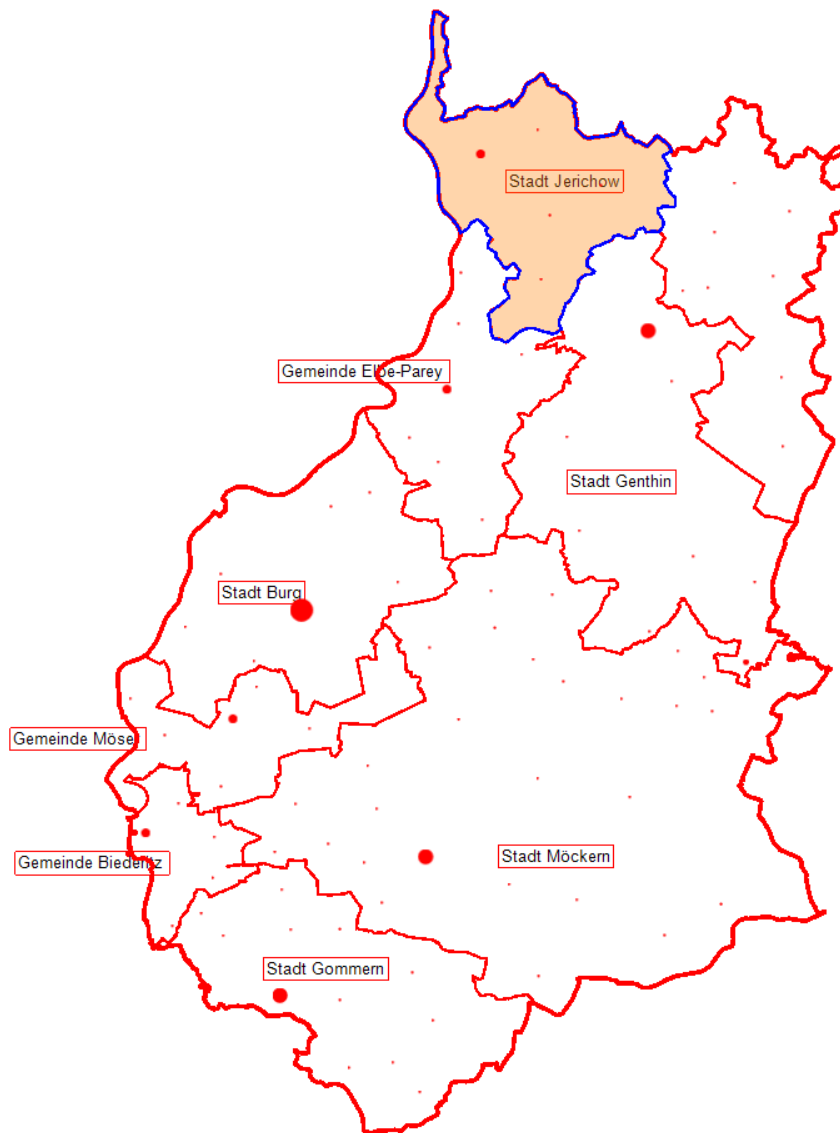 Stadt Jerichow
Gemeinde Elbe-Parey
Stadt Genthin
Stadt Burg
Gemeinde Möser
Gemeinde Biederitz
Stadt Möckern
Stadt Gommern